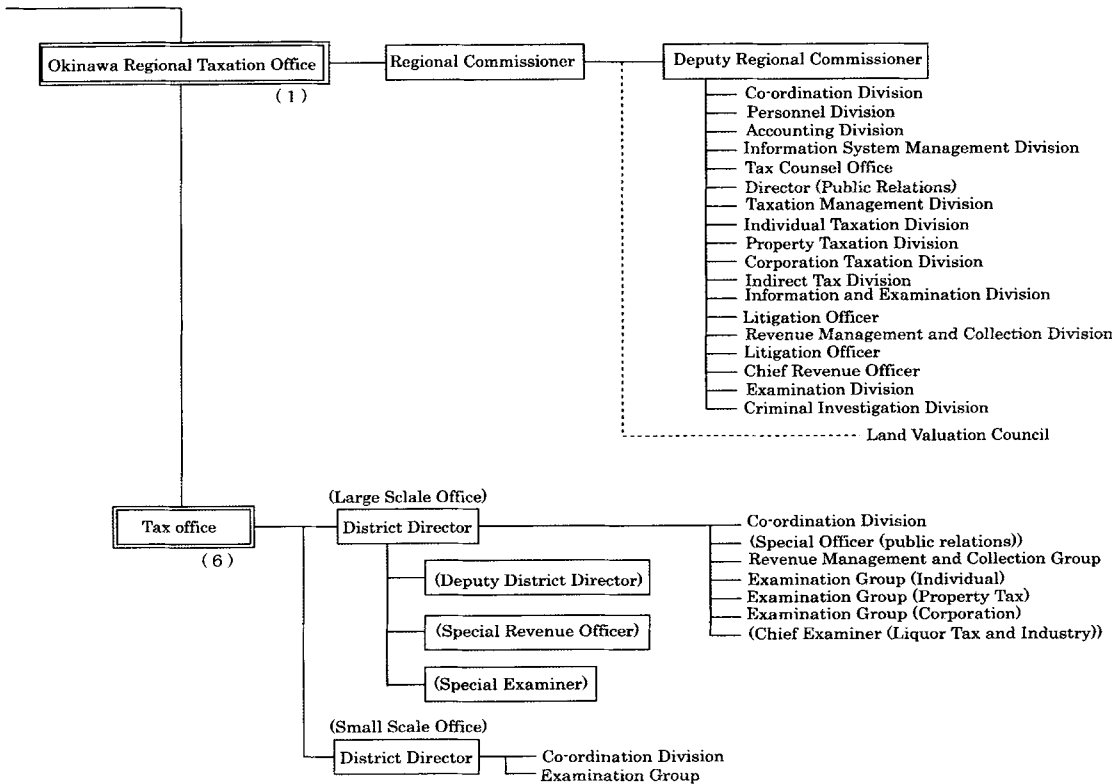 Okinawa Regional Taxation Office
(1)
Regional Commissioner
Deputy Regional Commissioner
Co-ordination Division
Personnel Division
Accounting Division
Information System Management Division
Tax Counsel Office
Director (Public Relations)
Taxation Management Division
Individual Taxation Division
Property Taxation Division
Corporation Taxation Division
Indirect Tax Division
Information and Examination Division
Litigation Officer
Revenue Management and Collection Division
Litigation Officer
Chief Revenue Officer
Examination Division
Criminal Investigation Division
Land Valuation Council
Tax office
(6)
(Large Sclale Office)
District Director
(Deputy District Director)
(Special Revenue Officer)
(Special Examiner)
Co-ordination Division
(Special Officer (public relations))
Revenue Management and Collection Group
Examination Group (Individual)
Examination Group (Property Tax)
Examination Group (Corporation)
(Chief Examiner (Liquor Tax and Industry))
(Small Scale Office)
District Director
Co-ordination Division
Examination Group